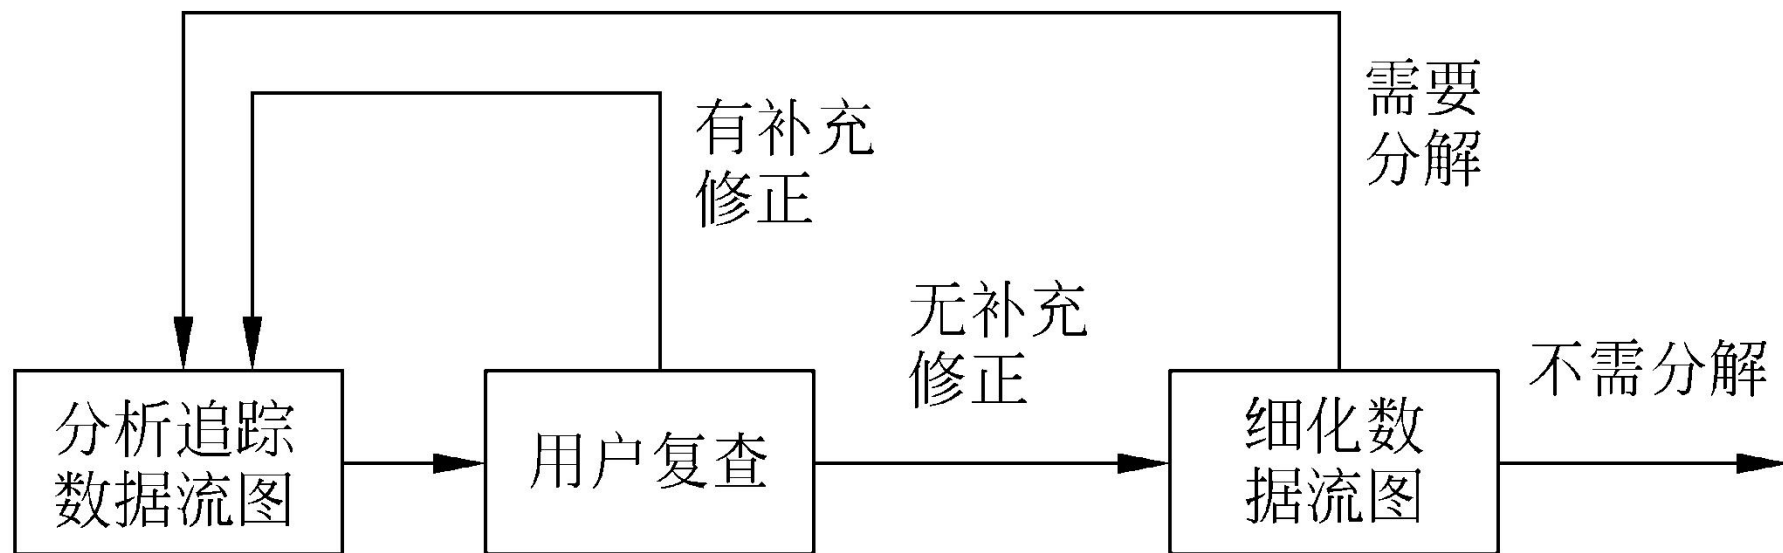 需要
分解
有补充
修正
无补充
修正
不需分解
分析追踪
数据流图
用户复查
细化数
据流图